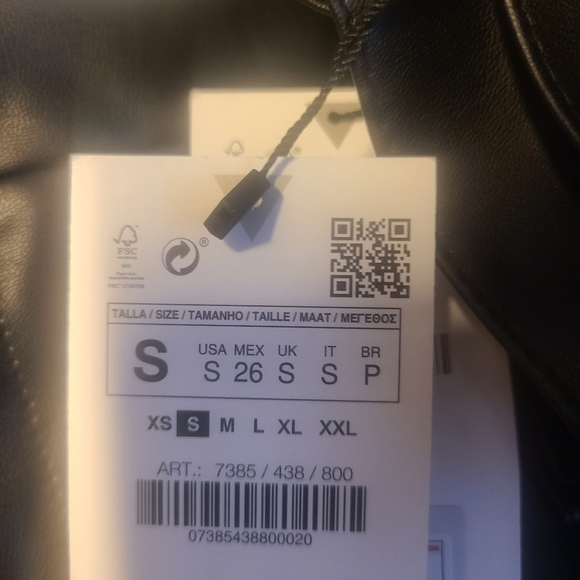 FSC
TALLA / SIZE / TAMANHO / TAILLE / MAAT / ΜΕΓΕΘΟΣ
S
USA MEX UK IT BR
S 26 S S P
XS S M L XL XXL
ART.: 7385 / 438 / 800
07385438800020